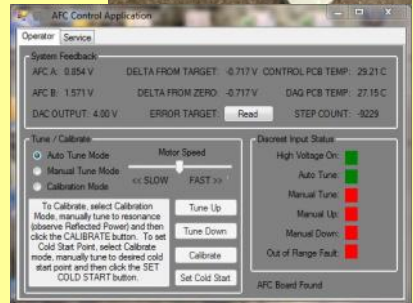 AFC Control Application
Operator Service
System Feedback
AFC A: 0.854 V DELTA FROM TARGET: -0.717 V CONTROL PCB TEMP: 29.21 C
AFC B: 1.571 V DELTA FROM ZERO: -0.717 V DAQ PCB TEMP: 27.15 C
DAC OUTPUT: 4.00 V ERROR TARGET: Read STEP COUNT: -9229
Tune / Calibrate
Auto Tune Mode
Manual Tune Mode
Calibration Mode
Motor Speed
<< SLOW FAST >>
To Calibrate, select Calibration
Mode, manually tune to resonance
(observe Reflected Power) and then
click the CALIBRATE button. To set
Cold Start Point, select Calibrate
mode, manually tune to desired cold
start point and then click the SET
COLD START button.
Tune Up
Tune Down
Calibrate
Set Cold Start
Discreet Input Status
High Voltage On:
Auto Tune:
Manual Tune:
Manual Up:
Manual Down:
Out of Range Fault:
AFC Board Found